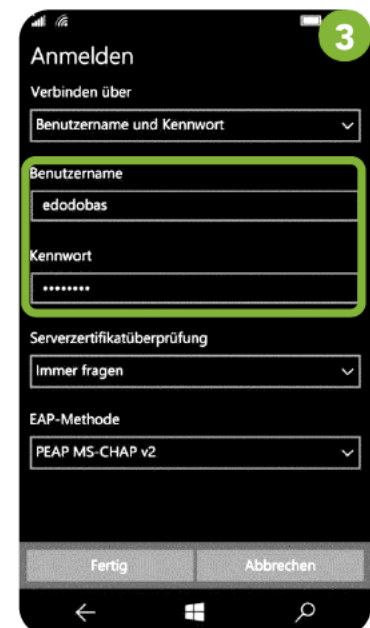 3
Anmelden
Verbinden über
Benutzername und Kennwort
Benutzername
edodobas
Kennwort
••••••••
Serverzertifikatüberprüfung
Immer fragen
EAP-Methode
PEAP MS-CHAP v2
Fertig Abbrechen